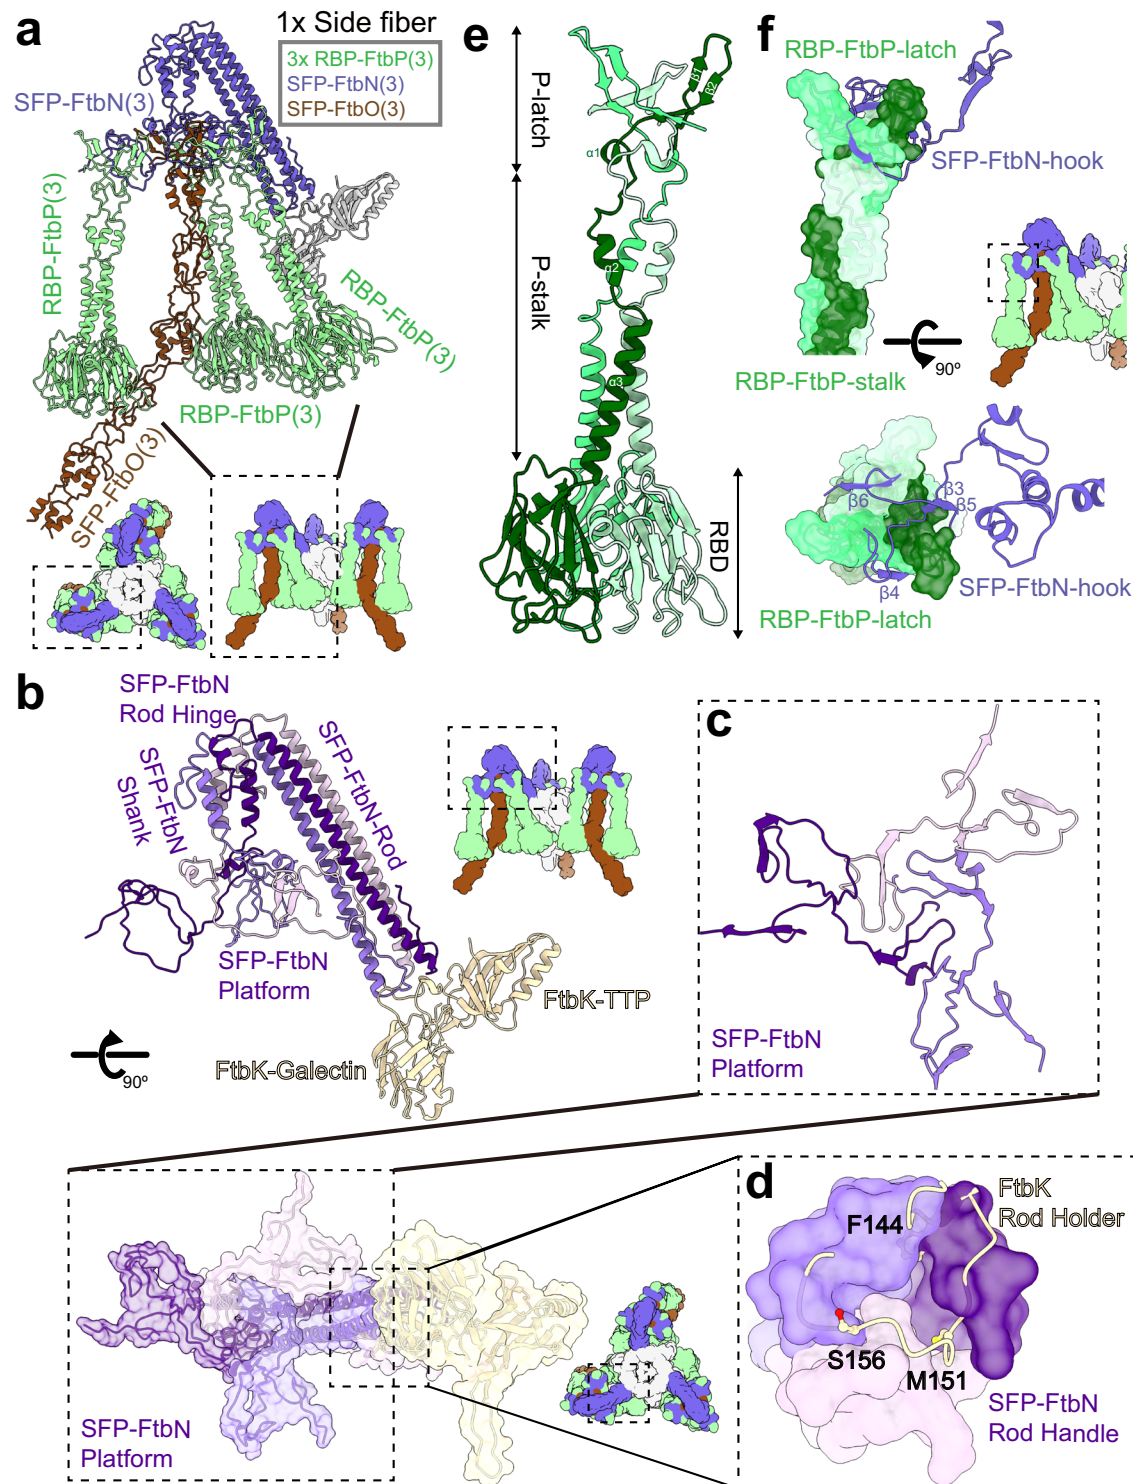 a
1x Side fiber
3x RBP-FtbP(3)
SFP-FtbN(3)
SFP-FtbO(3)
SFP-FtbN(3)
RBP-FtbP(3)
RBP-FtbP(3)
RBP-FtbP(3)
SFP-FtbO(3)
e
P-latch
P-stalk
RBD
β1
β2
α1
α2
α3
f
RBP-FtbP-latch
SFP-FtbN-hook
RBP-FtbP-stalk
90º
β6
β3
β5
β4
SFP-FtbN-hook
RBP-FtbP-latch
b
SFP-FtbN
Rod Hinge
SFP-FtbN
Shank
SFP-FtbN-Rod
SFP-FtbN
Platform
FtbK-TTP
FtbK-Galectin
90º
c
SFP-FtbN
Platform
SFP-FtbN
Platform
d
FtbK
Rod Holder
F144
S156
M151
SFP-FtbN
Rod Handle